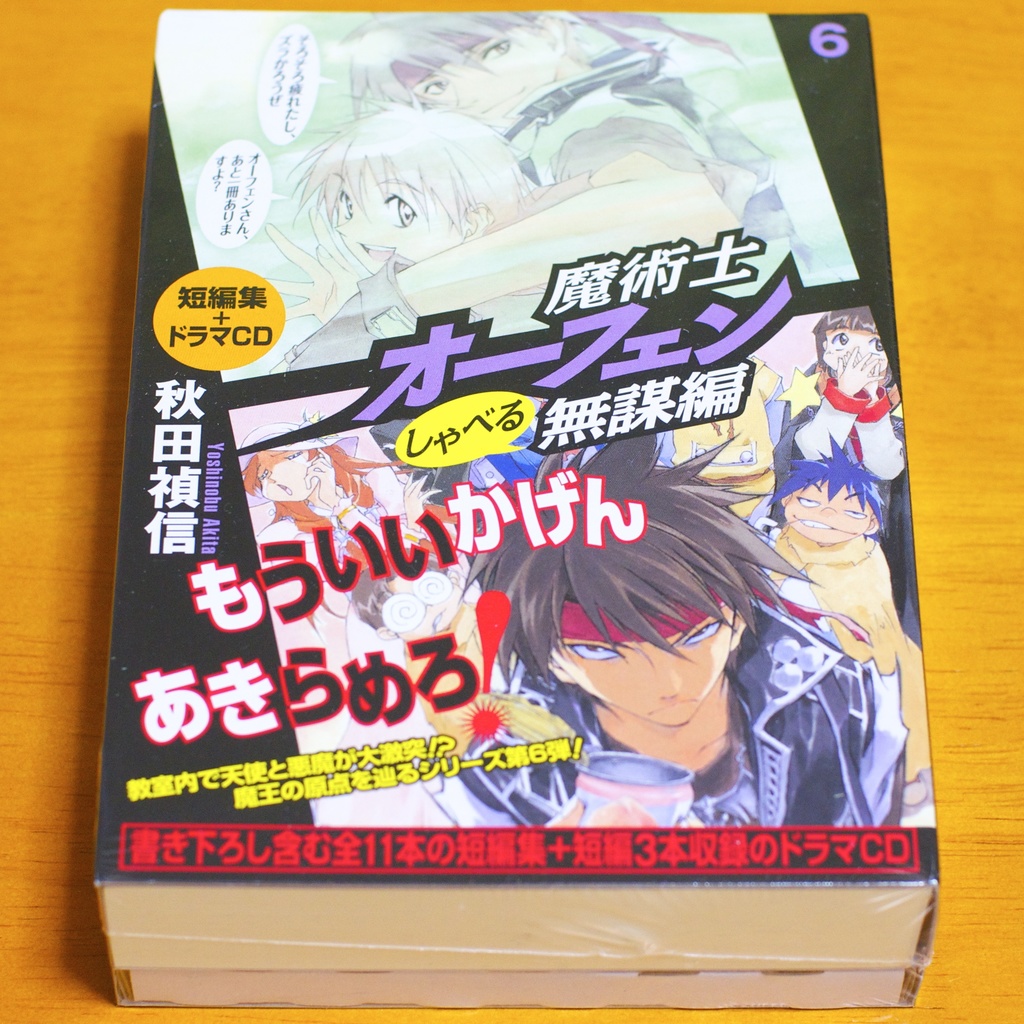 6
そろそろ疲れたし、
ズラかろうぜ
オーフェンさん、
あと一冊ありま
すよ?
短編集
+
ドラマCD
魔術士
オーフェン
しゃべる
無謀編
秋田禎信
Yoshinobu Akita
もういいかげん
あきらめろ!
教室内で天使と悪魔が大激突!?
魔王の原点を辿るシリーズ第6弾!
書き下ろし含む全11本の短編集+短編3本収録のドラマCD